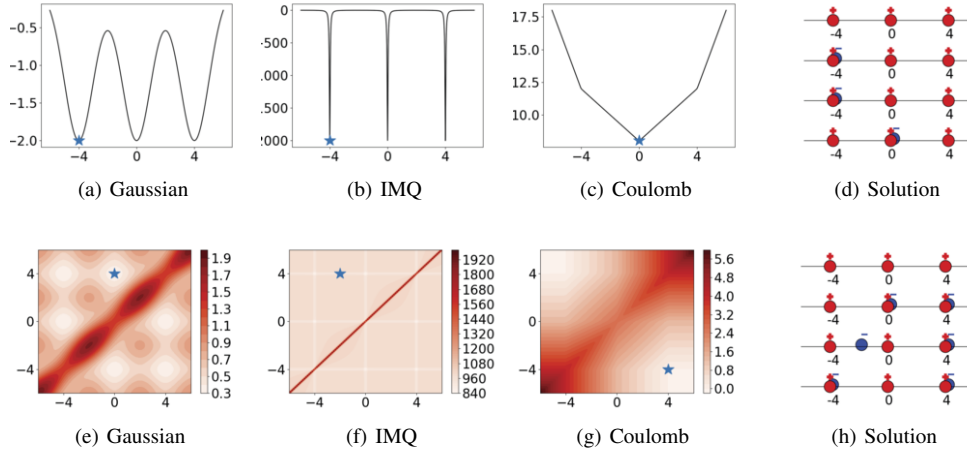 -0.5
-1.0
-1.5
-2.0
-4 0 4
(a) Gaussian
0
-500
2000
-4 0 4
(b) IMQ
17.5
15.0
12.5
10.0
-4 0 4
(c) Coulomb
+ + +
-4 0 4
+ − + +
-4 0 4
+ − + +
-4 0 4
+ + − +
-4 0 4
(d) Solution
4
0
-4
-4 0 4
1.9
1.7
1.5
1.3
1.1
0.9
0.7
0.5
0.3
(e) Gaussian
4
0
-4
-4 0 4
1920
1800
1680
1560
1440
1320
1200
1080
960
840
(f) IMQ
4
0
-4
-4 0 4
5.6
4.8
4.0
3.2
2.4
1.6
0.8
0.0
(g) Coulomb
+ + +
-4 0 4
+ + − + −
-4 0 4
+ − + + −
-4 0 4
+ − + + −
-4 0 4
(h) Solution